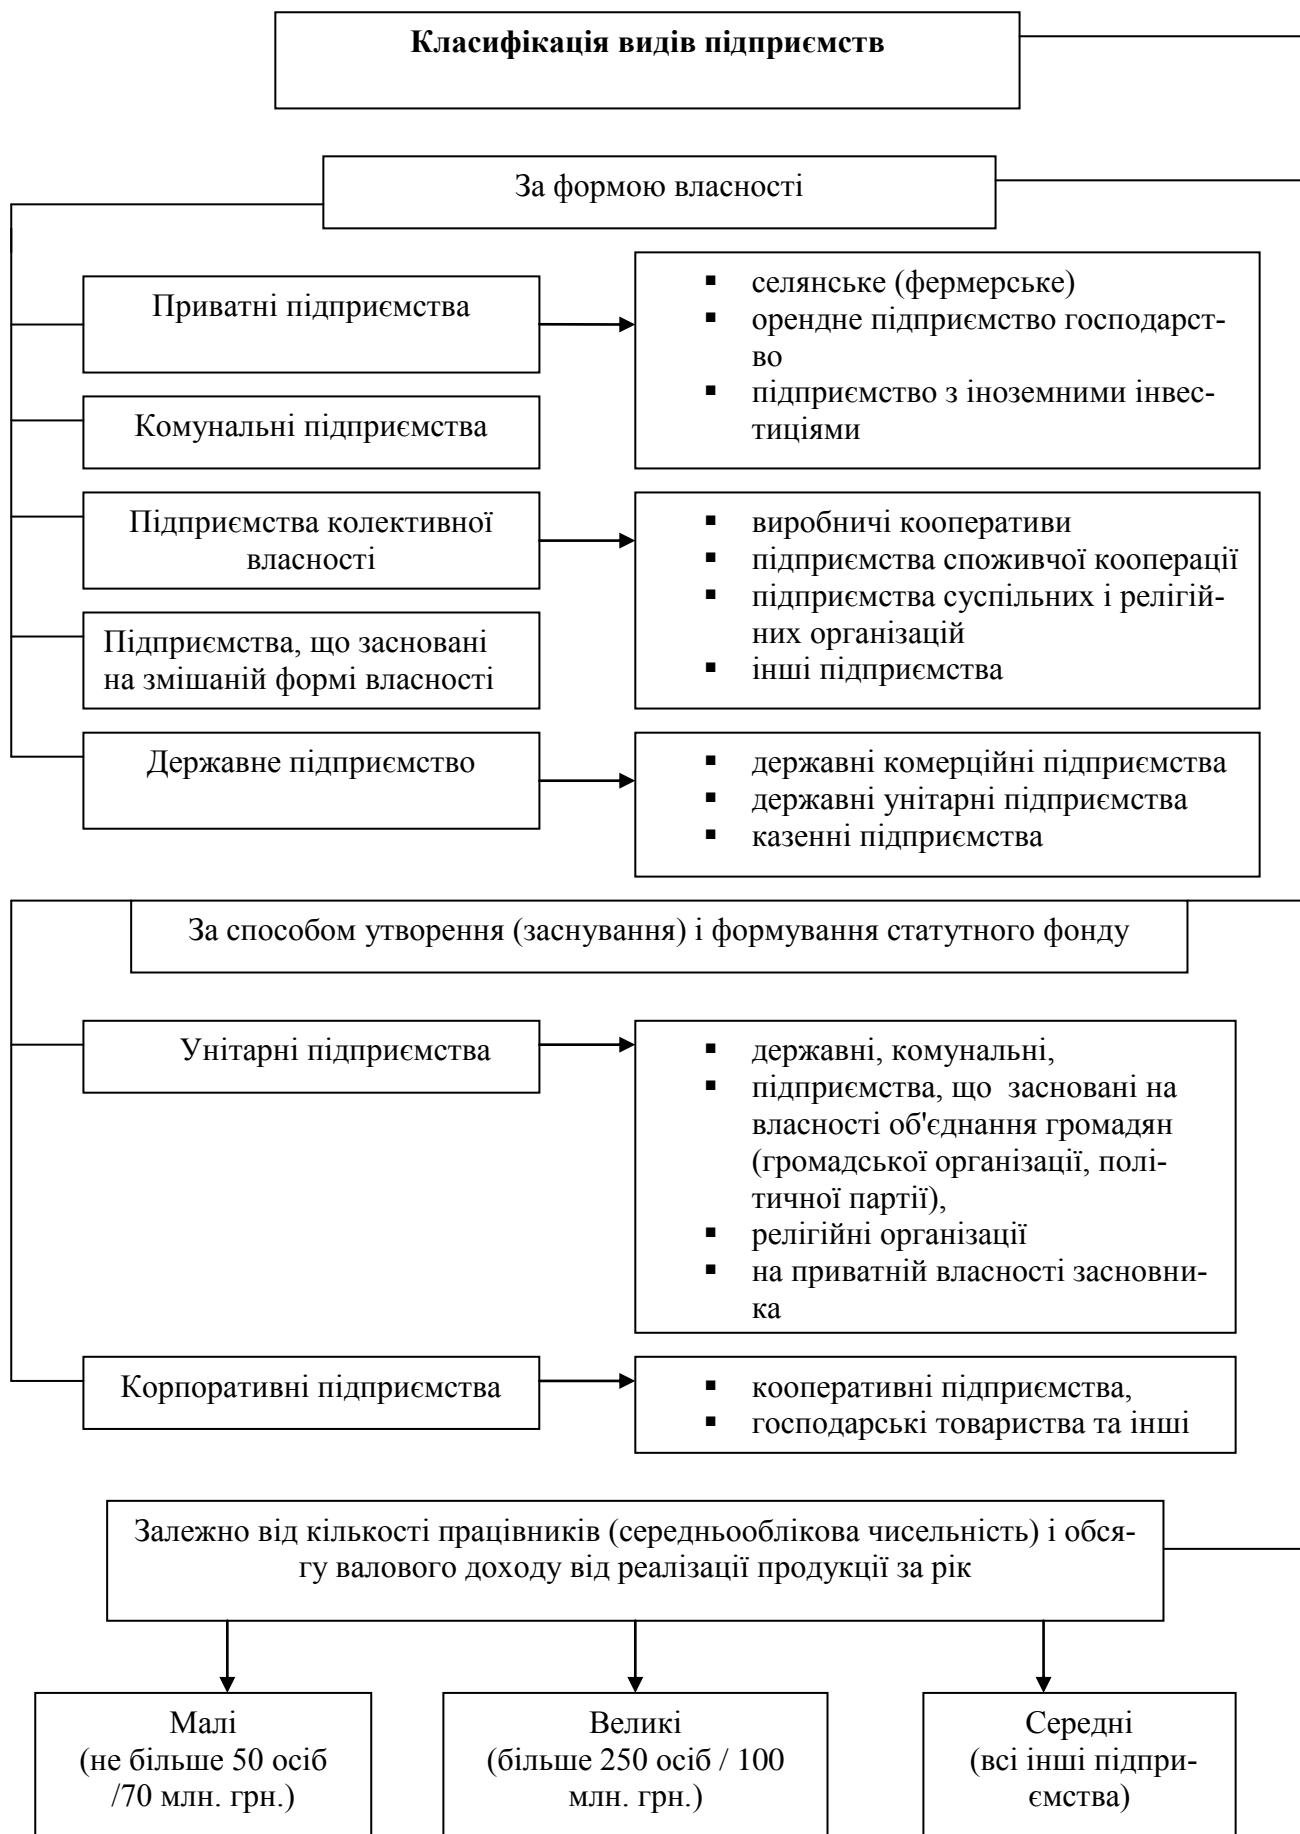 Класифікація видів підприємств
За формою власності
Приватні підприємства
▪ селянське (фермерське)
▪ орендне підприємство господарст-
во
▪ підприємство з іноземними інвес-
тиціями
Комунальні підприємства
Підприємства колективної
власності
▪ виробничі кооперативи
▪ підприємства споживчої кооперації
▪ підприємства суспільних і релігій-
них організацій
▪ інші підприємства
Підприємства, що засновані
на змішаній формі власності
Державне підприємство
▪ державні комерційні підприємства
▪ державні унітарні підприємства
▪ казенні підприємства
За способом утворення (заснування) і формування статутного фонду
Унітарні підприємства
▪ державні, комунальні,
▪ підприємства, що  засновані на
власності об'єднання громадян
(громадської організації, полі-
тичної партії),
▪ релігійні організації
▪ на приватній власності засновни-
ка
Корпоративні підприємства
▪ кооперативні підприємства,
▪ господарські товариства та інші
Залежно від кількості працівників (середньооблікова чисельність) і обся-
гу валового доходу від реалізації продукції за рік
Малі
(не більше 50 осіб
/70 млн. грн.)
Великі
(більше 250 осіб / 100
млн. грн.)
Середні
(всі інші підпри-
ємства)